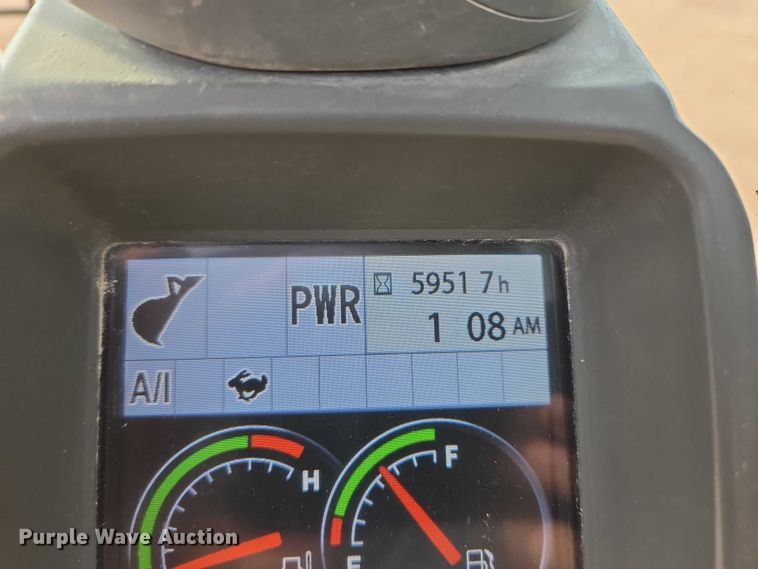 PWR
5951 7h
1 08 AM
A/I
H
F
E
Purple Wave Auction